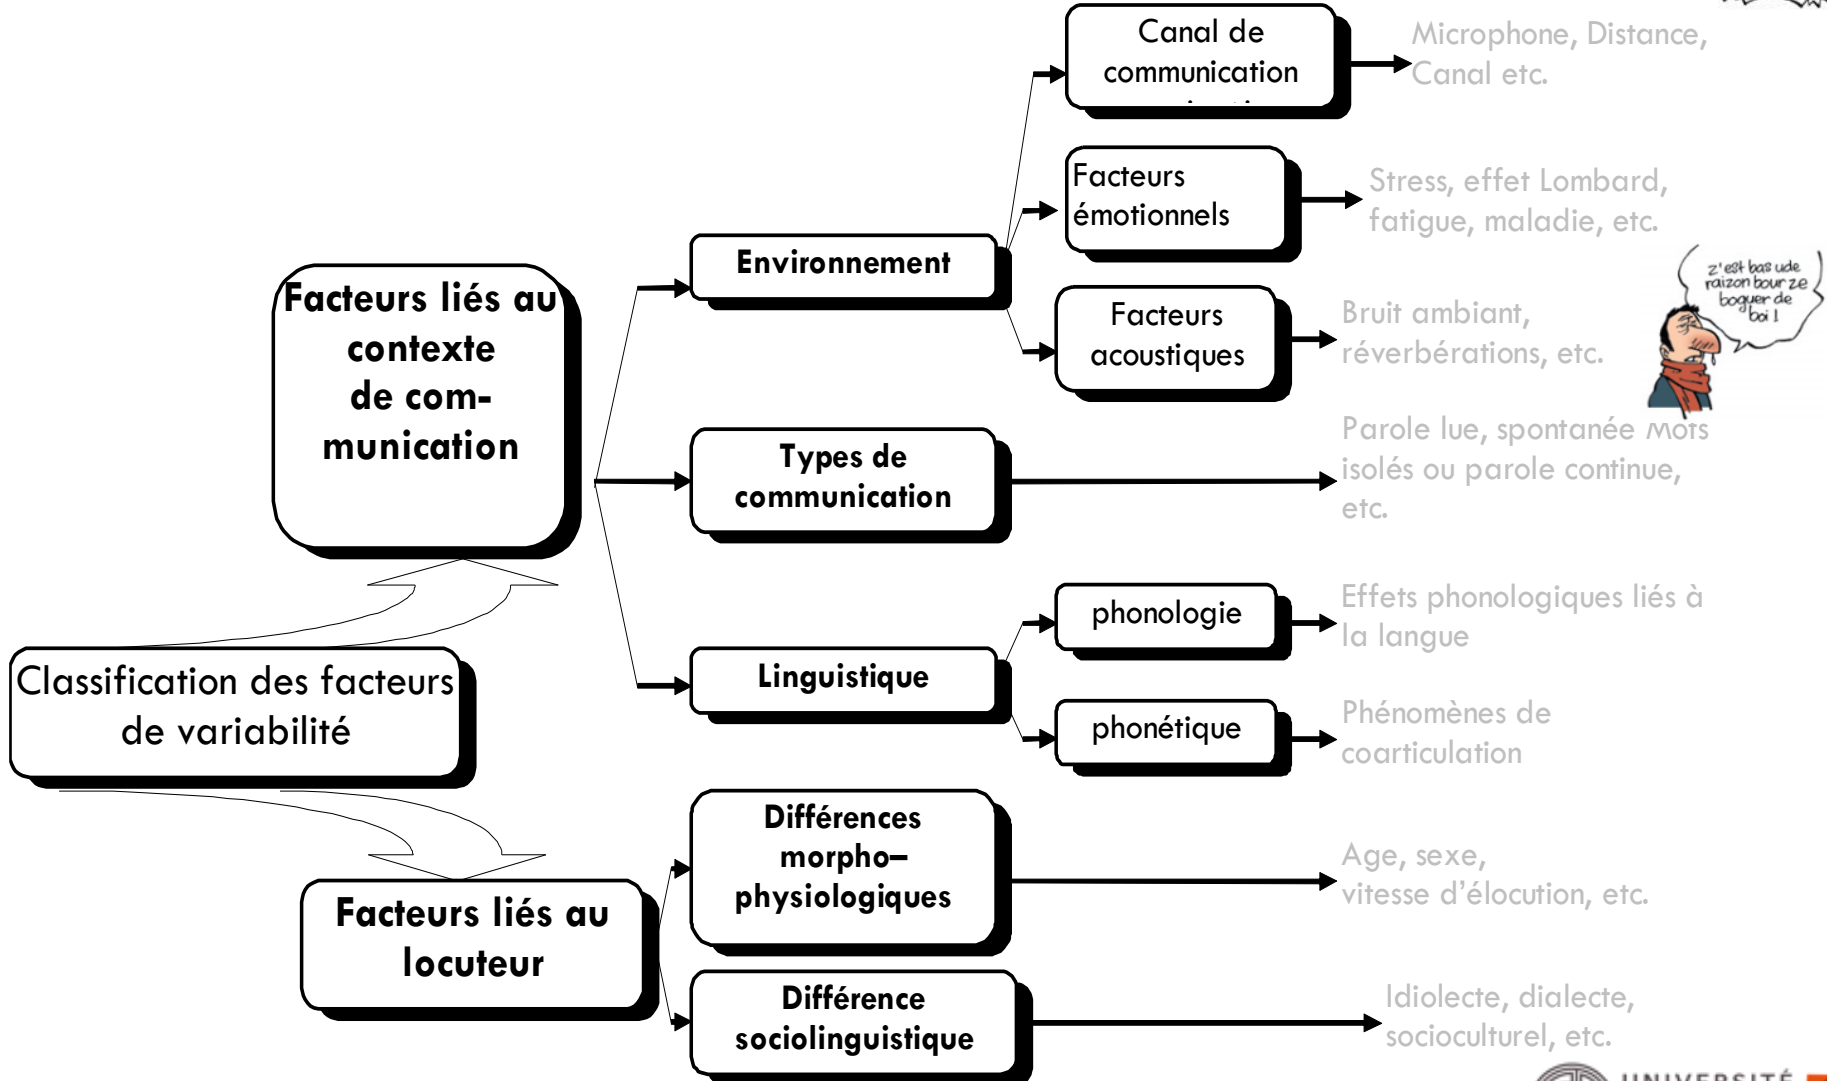 Canal de
communication
Microphone, Distance,
Canal etc.
Facteurs
émotionnels
Stress, effet Lombard,
fatigue, maladie, etc.
Environnement
Facteurs
acoustiques
Bruit ambiant,
réverbérations, etc.
z'est bas ude
raizon bour ze
boguer de
boi !
Facteurs liés au
contexte
de com-
munication
Types de
communication
Parole lue, spontanée Mots
isolés ou parole continue,
etc.
Linguistique
phonologie
Effets phonologiques liés à
la langue
phonétique
Phénomènes de
coarticulation
Classification des facteurs
de variabilité
Facteurs liés au
locuteur
Différences
morpho–
physiologiques
Age, sexe,
vitesse d'élocution, etc.
Différence
sociolinguistique
Idiolecte, dialecte,
socioculturel, etc.
UNIVERSITÉ